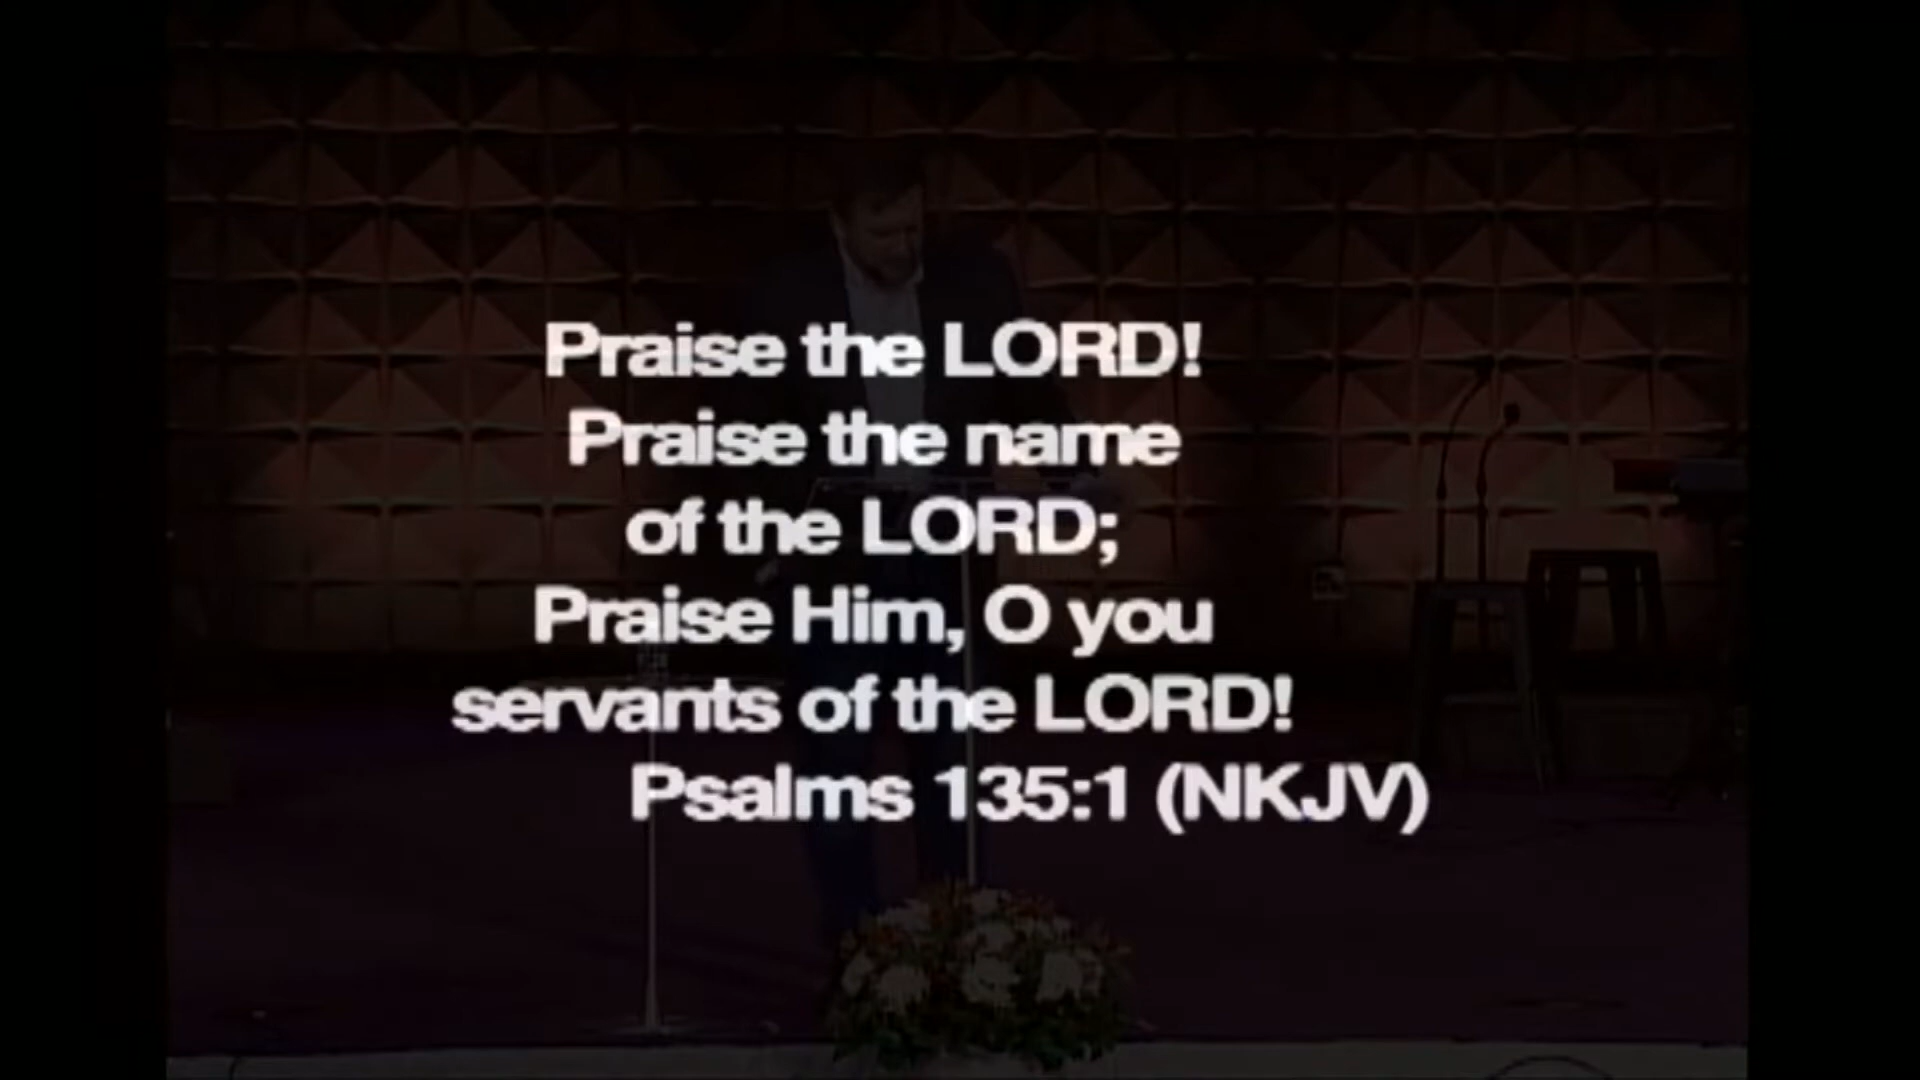 Praise the LORD!
Praise the name
of the LORD;
Praise Him, O you
servants of the LORD!
Psalms 135:1 (NKJV)